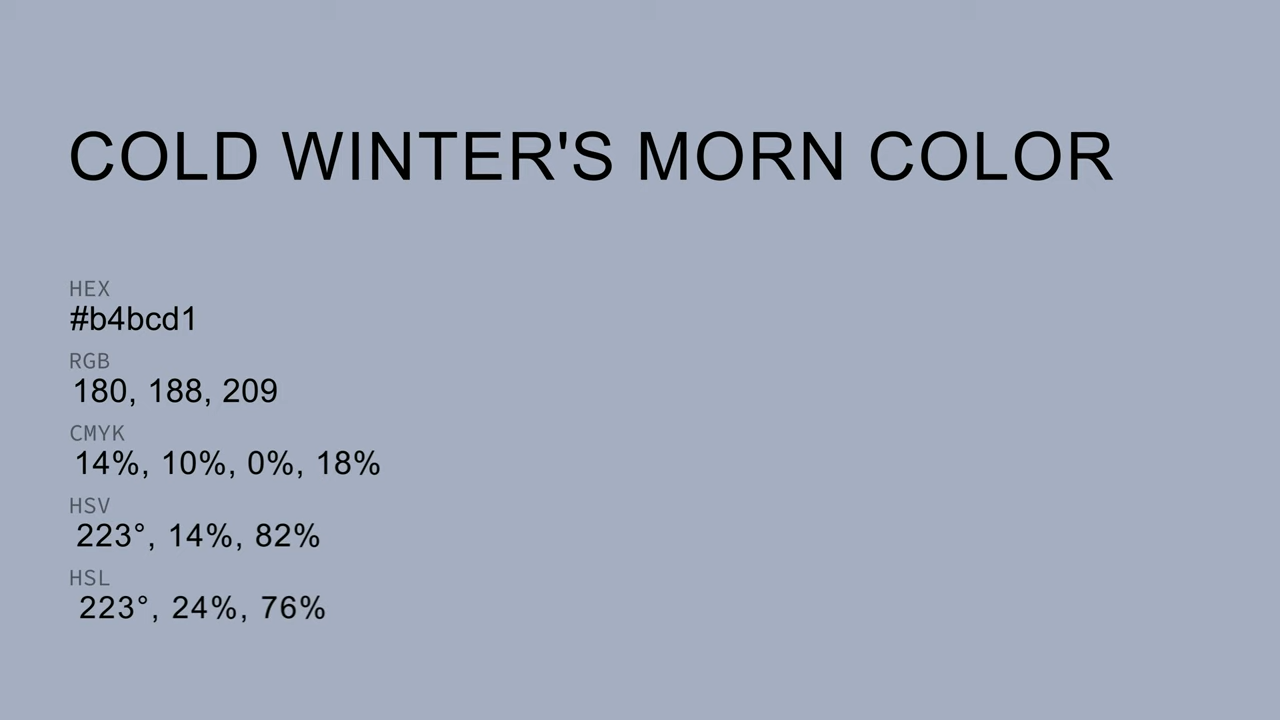 COLD WINTER'S MORN COLOR
HEX
#b4bcd1
RGB
180, 188, 209
CMYK
14%, 10%, 0%, 18%
HSV
223°, 14%, 82%
HSL
223°, 24%, 76%